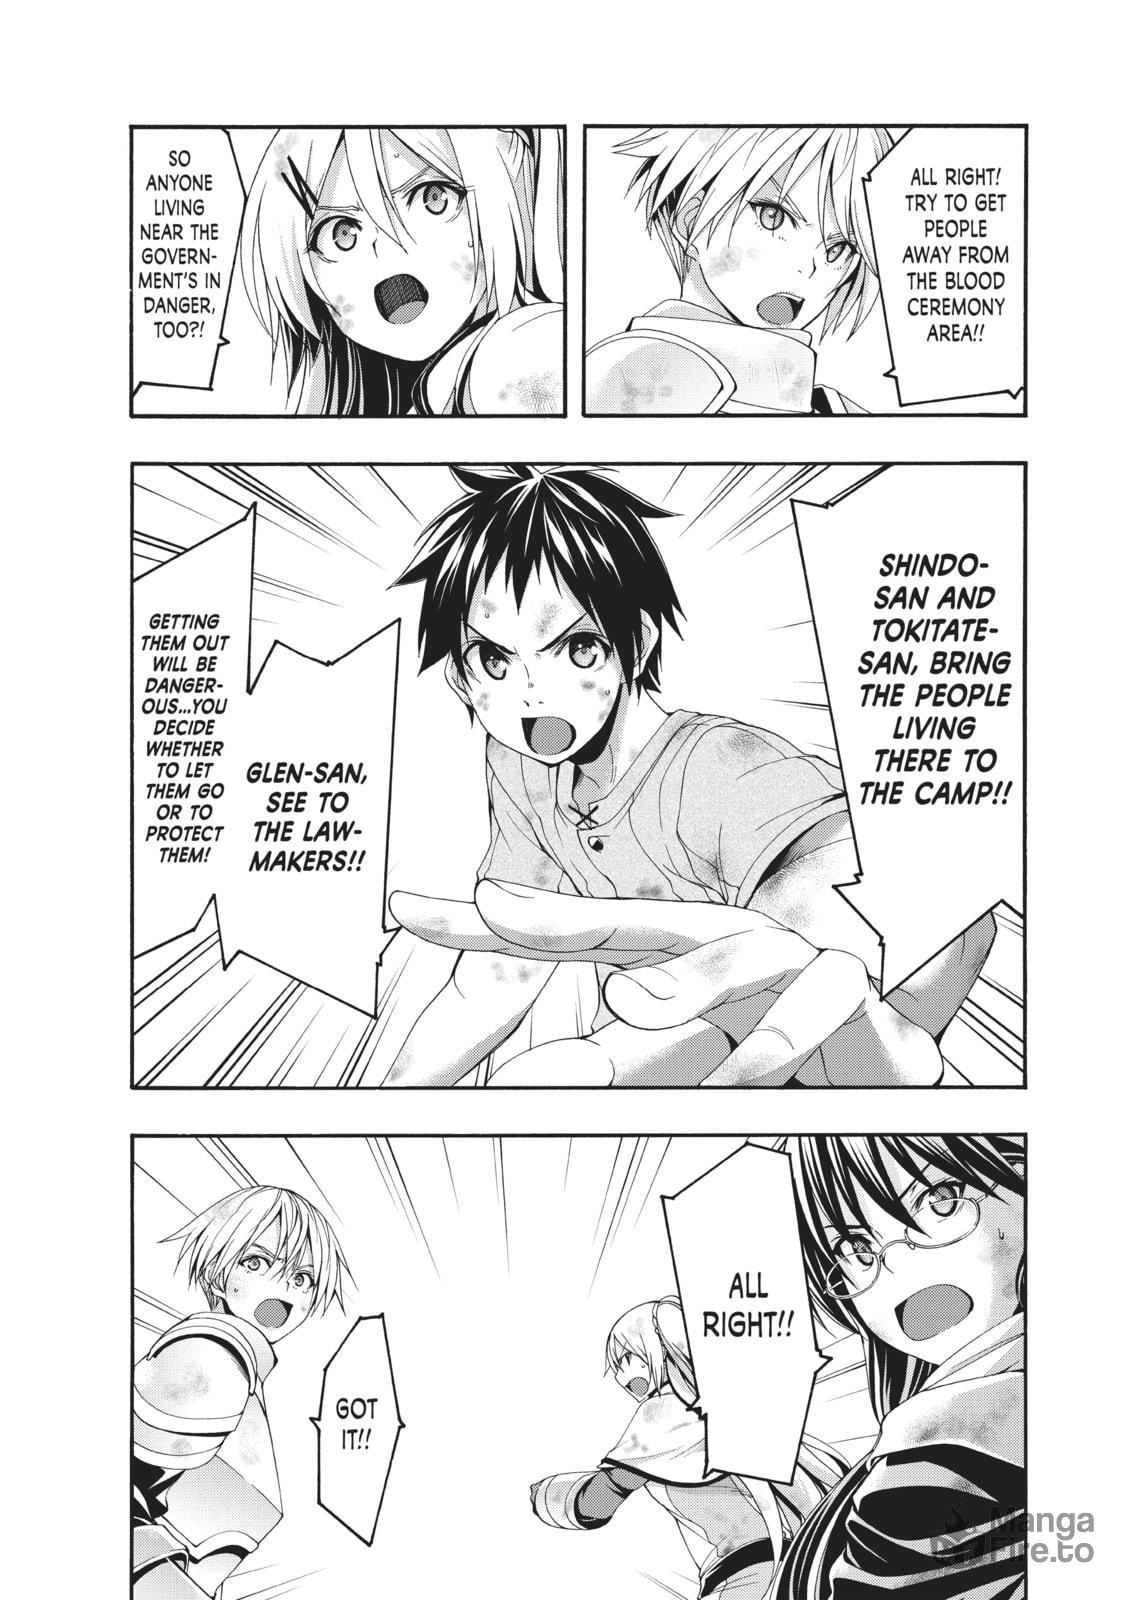 ALL RIGHT!
TRY TO GET
PEOPLE
AWAY FROM
THE BLOOD
CEREMONY
AREA!!
SO
ANYONE
LIVING
NEAR THE
GOVERN-
MENT'S IN
DANGER,
TOO?!
SHINDO-
SAN AND
TOKITATE-
SAN, BRING
THE PEOPLE
LIVING
THERE TO
THE CAMP!!
GLEN-SAN,
SEE TO
THE LAW-
MAKERS!!
GETTING
THEM OUT
WILL BE
DANGER-
OUS...YOU
DECIDE
WHETHER
TO LET
THEM GO
OR TO
PROTECT
THEM!
ALL
RIGHT!!
GOT
IT!!
Manga
Fire.to